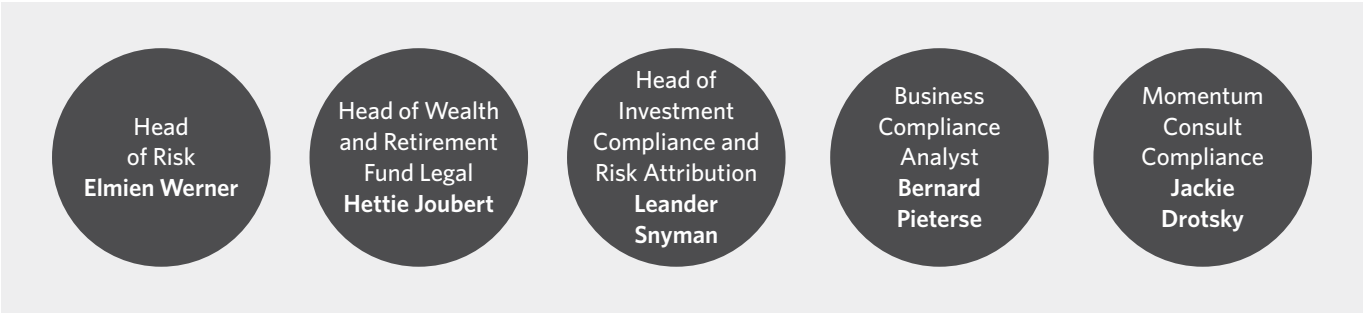 Head
of Risk
Elmien Werner
Head of Wealth
and Retirement
Fund Legal
Hettie Joubert
Head of
Investment
Compliance and
Risk Attribution
Leander
Snyman
Business
Compliance
Analyst
Bernard
Pieterse
Momentum
Consult
Compliance
Jackie
Drotsky